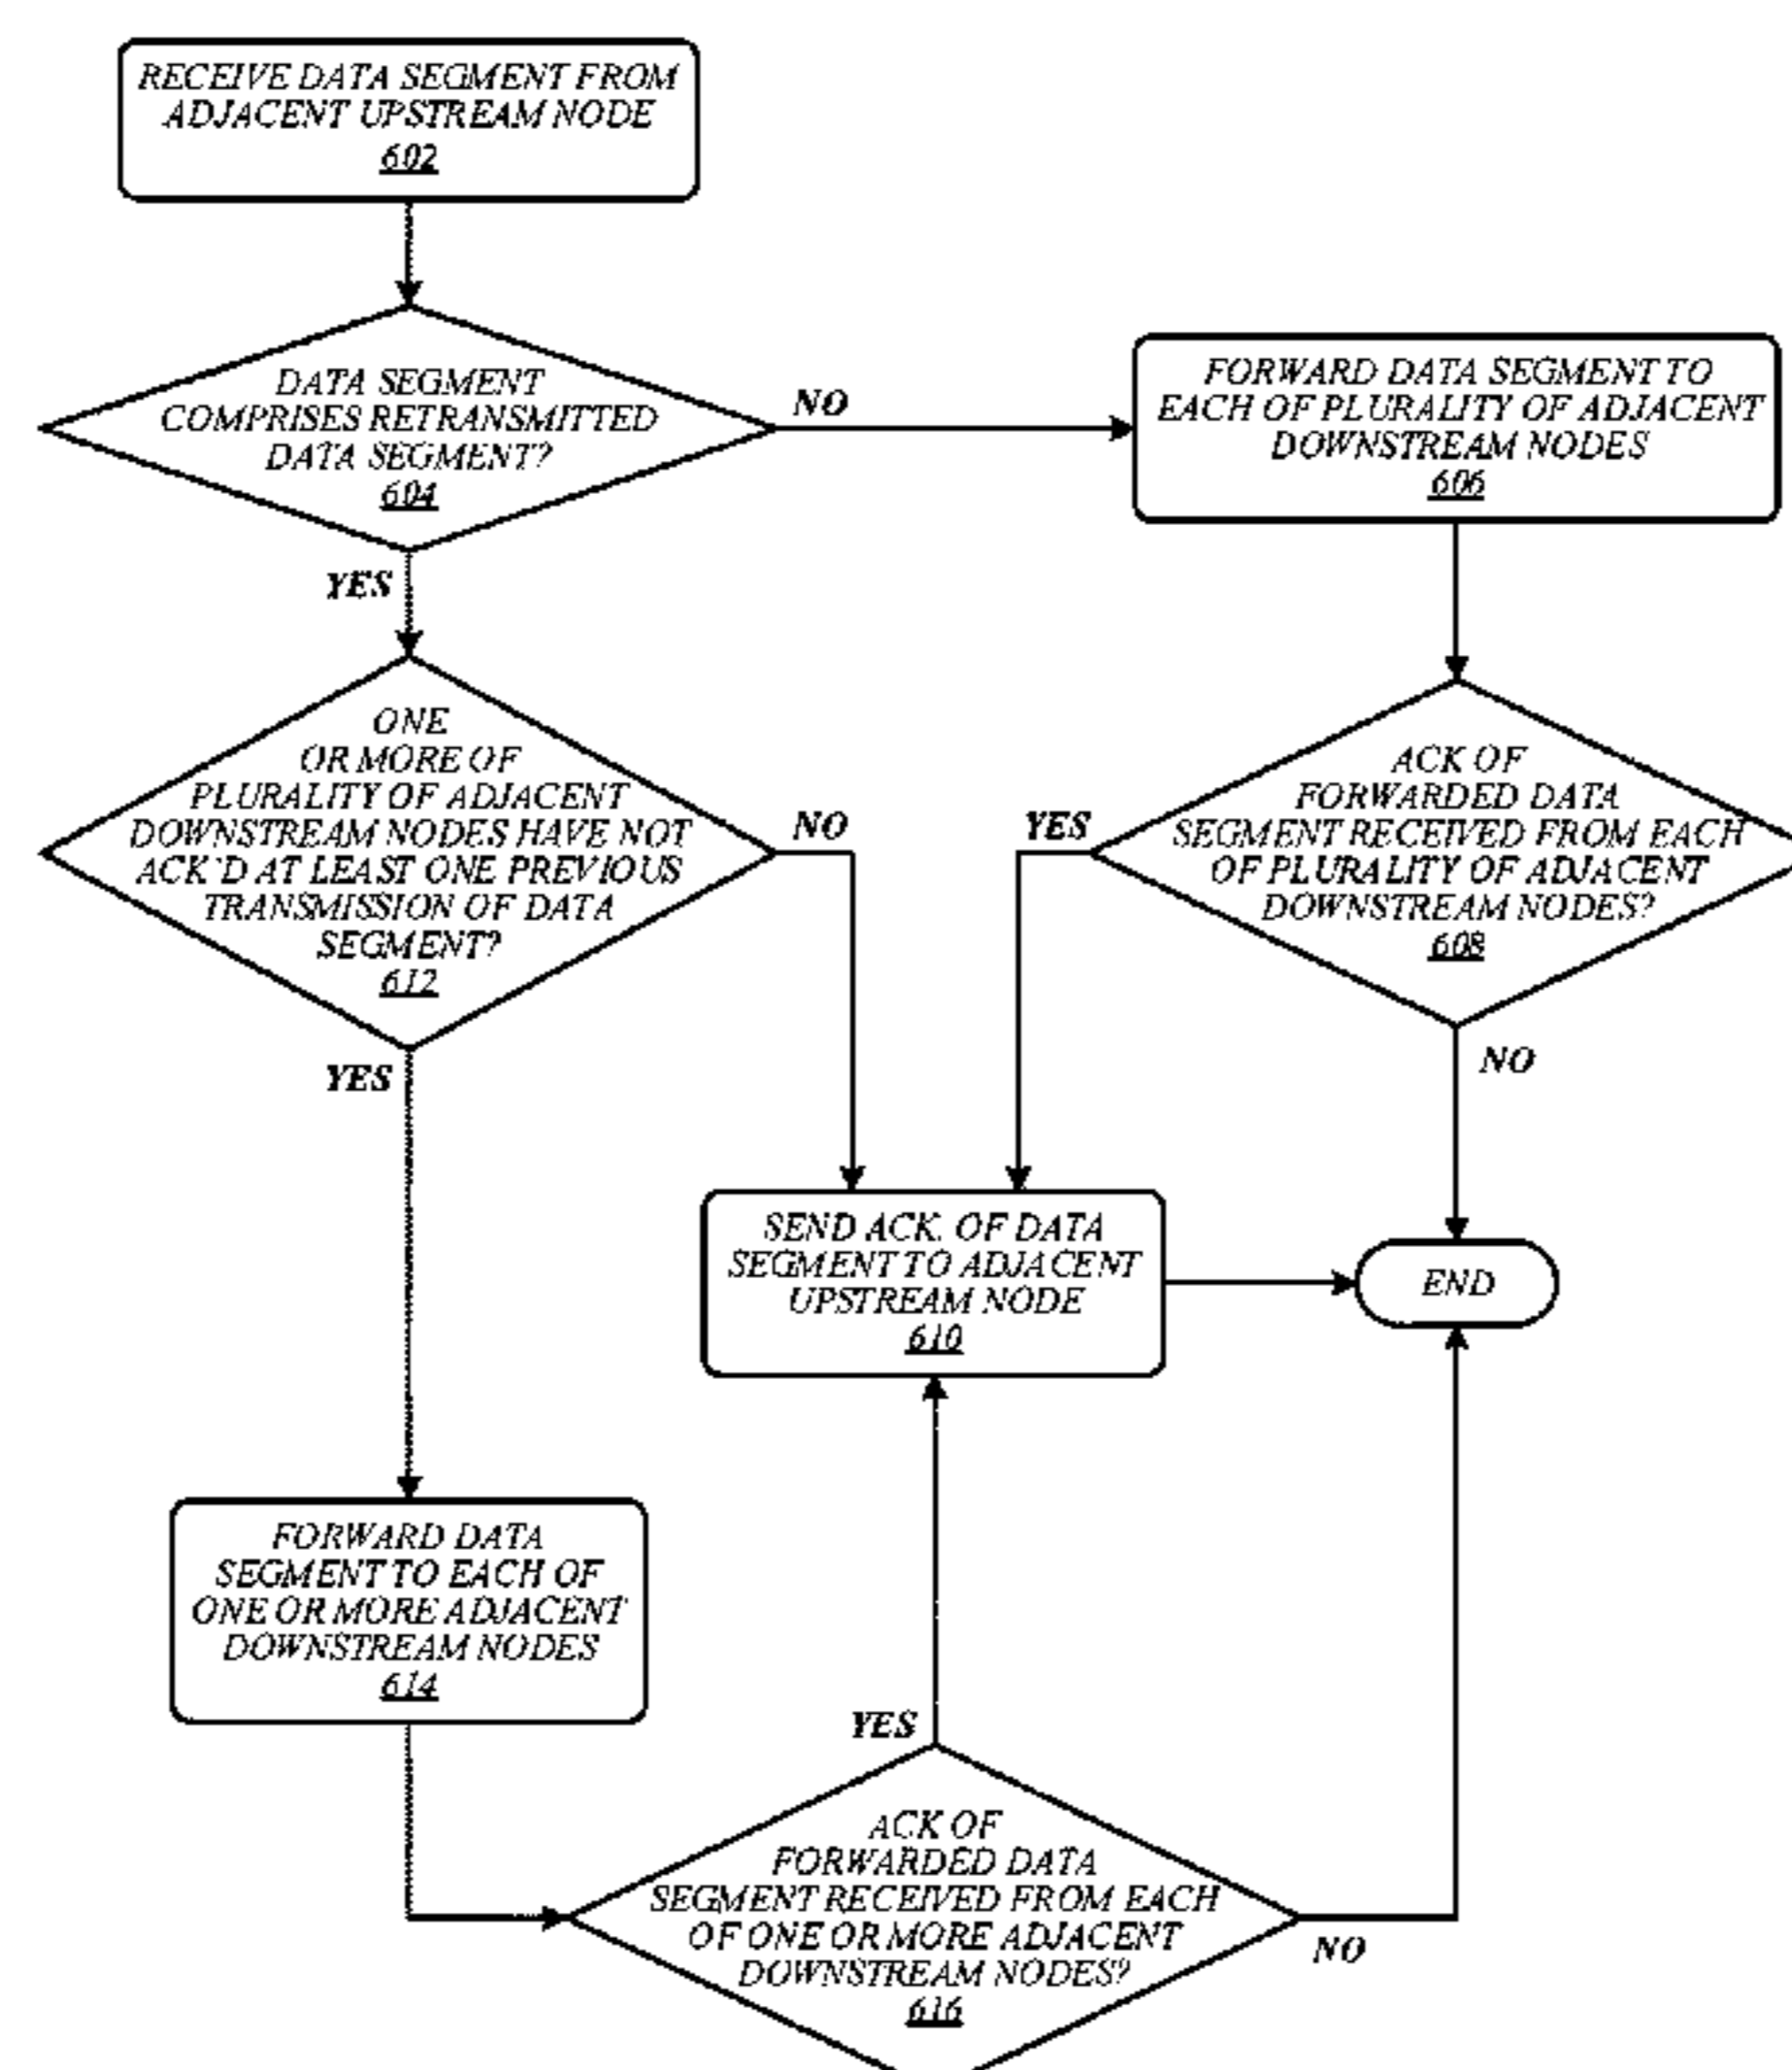 RECEIVE DATA SEGMENT FROM
ADJACENT UPSTREAM NODE
602
DATA SEGMENT
COMPRISES RETRANSMITTED
DATA SEGMENT?
604
NO
YES
FORWARD DATA SEGMENT TO
EACH OF PLURALITY OF ADJACENT
DOWNSTREAM NODES
606
ONE
OR MORE OF
PLURALITY OF ADJACENT
DOWNSTREAM NODES HAVE NOT
ACK'D AT LEAST ONE PREVIOUS
TRANSMISSION OF DATA
SEGMENT?
612
NO
YES
ACK OF
FORWARDED DATA
SEGMENT RECEIVED FROM EACH
OF PLURALITY OF ADJACENT
DOWNSTREAM NODES?
608
YES
NO
SEND ACK. OF DATA
SEGMENT TO ADJACENT
UPSTREAM NODE
610
END
FORWARD DATA
SEGMENT TO EACH OF
ONE OR MORE ADJACENT
DOWNSTREAM NODES
614
YES
ACK OF
FORWARDED DATA
SEGMENT RECEIVED FROM EACH
OF ONE OR MORE ADJACENT
DOWNSTREAM NODES?
616
NO